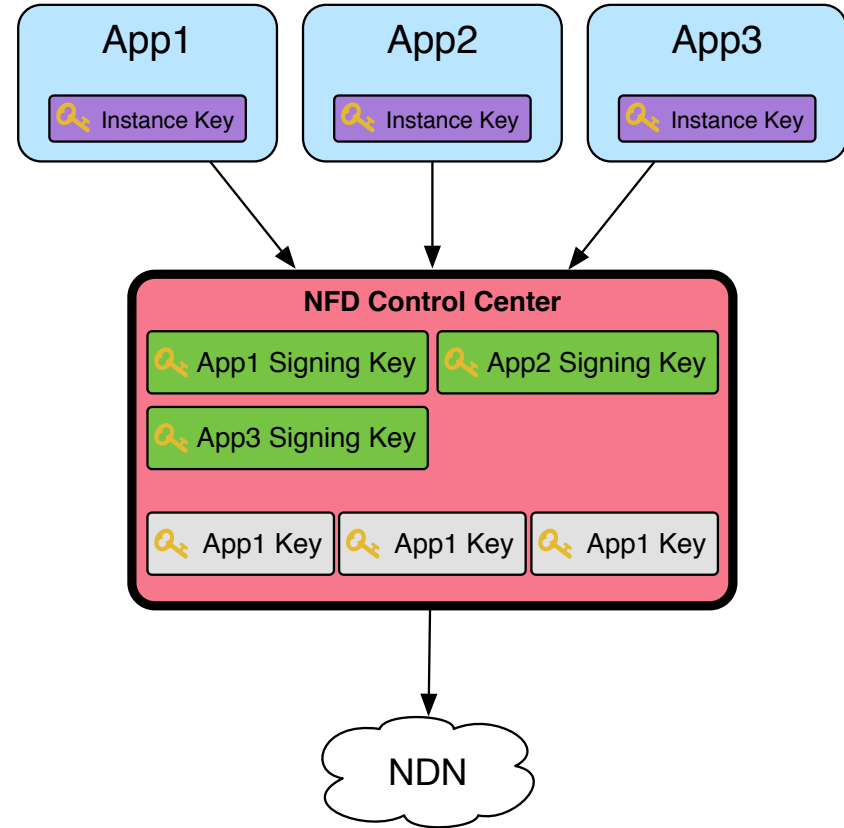 App1
App2
App3
Instance Key
Instance Key
Instance Key
NFD Control Center
App1 Signing Key
App2 Signing Key
App3 Signing Key
App1 Key
App1 Key
App1 Key
NDN